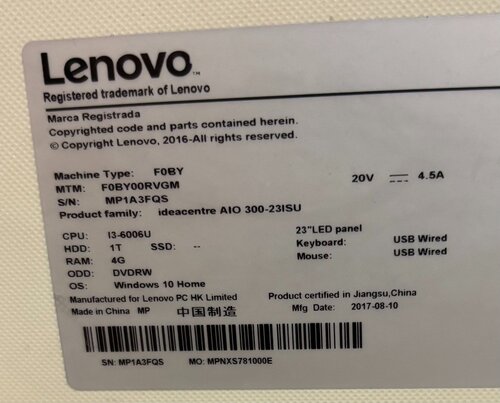 Lenovo™
Registered trademark of Lenovo
Marca Registrada
Copyrighted code and parts contained herein.
© Copyright Lenovo, 2016-All rights reserved.
Machine Type: F0BY
MTM: F0BY00RVGM 20V ⎓ 4.5A
S/N: MP1A3FQS
Product family: ideacentre AIO 300-23ISU
CPU: I3-6006U 23"LED panel
HDD: 1T SSD: -- Keyboard: USB Wired
RAM: 4G Mouse: USB Wired
ODD: DVDRW
OS: Windows 10 Home
Manufactured for Lenovo PC HK Limited Product certified in Jiangsu,China
Made in China MP 中国制造 Mfg Date: 2017-08-10
SN: MP1A3FQS MO: MPNXS781000E